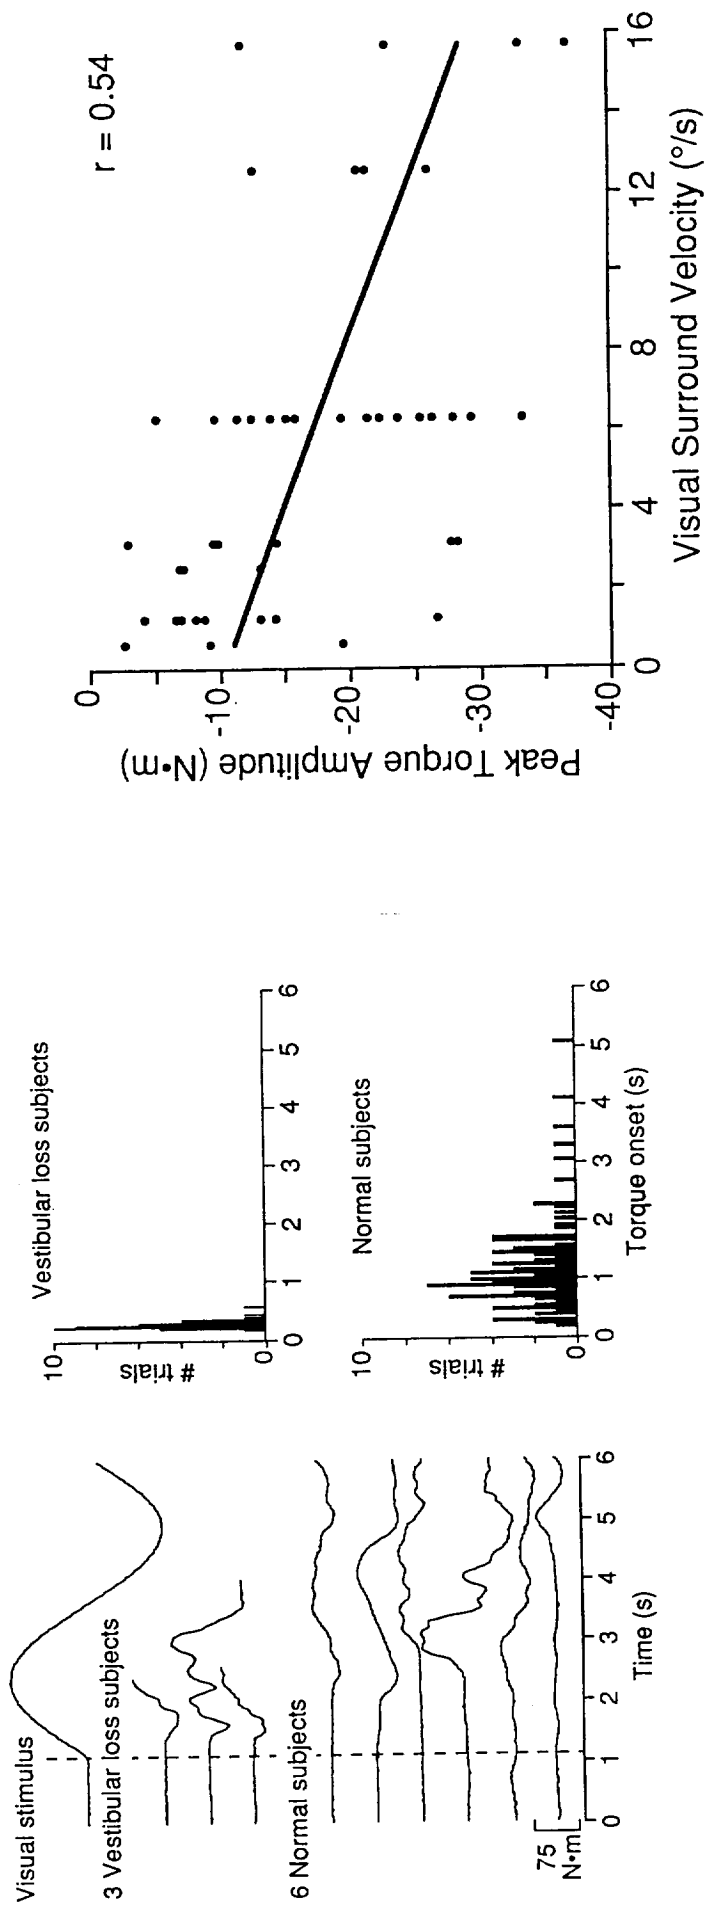 Visual stimulus
3 Vestibular loss subjects
6 Normal subjects
75
N•m
0 1 2 3 4 5 6
Time (s)
Vestibular loss subjects
10
0
# trials
0 1 2 3 4 5 6
Normal subjects
10
0
# trials
0 1 2 3 4 5 6
Torque onset (s)
r = 0.54
0
-10
-20
-30
-40
Peak Torque Amplitude (N•m)
0 4 8 12 16
Visual Surround Velocity (°/s)